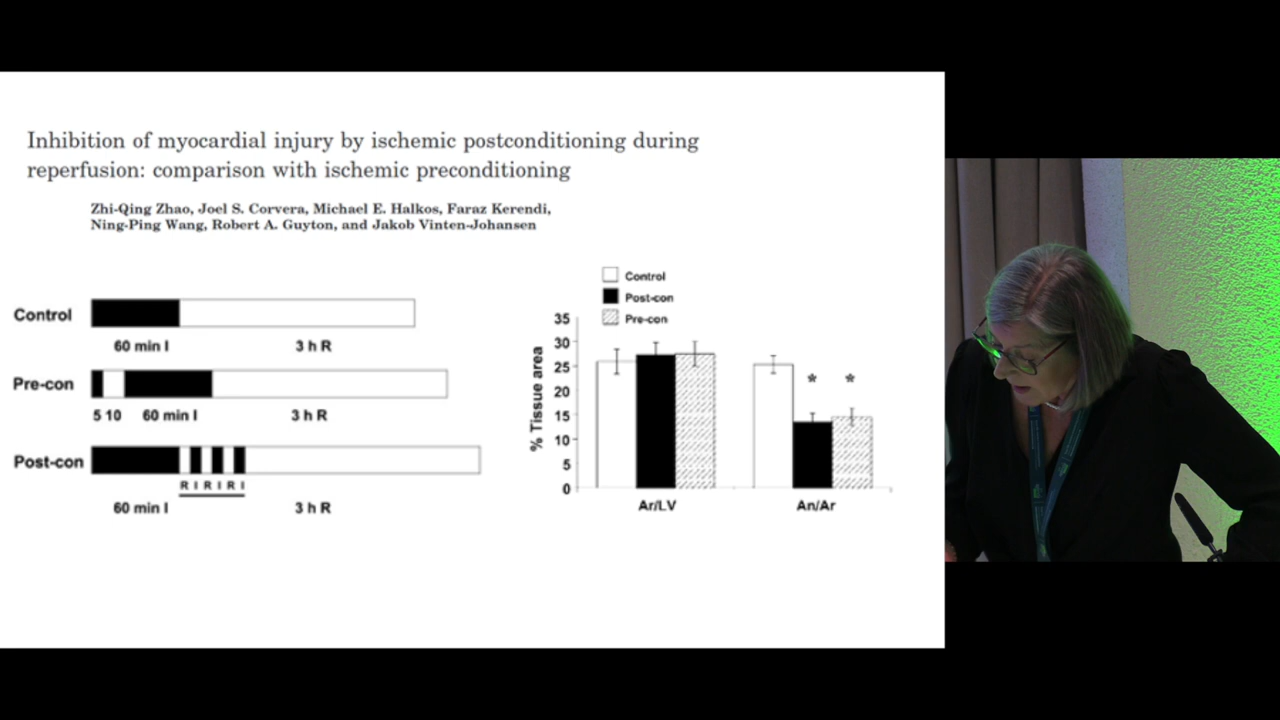 Inhibition of myocardial injury by ischemic postconditioning during
reperfusion: comparison with ischemic preconditioning
Zhi-Qing Zhao, Joel S. Corvera, Michael E. Halkos, Faraz Kerendi,
Ning-Ping Wang, Robert A. Guyton, and Jakob Vinten-Johansen
Control
60 min I 3 h R
Pre-con
5 10 60 min I 3 h R
Post-con
R I R I R I
60 min I 3 h R
Control
Post-con
Pre-con
% Tissue area
35
30
25
20
15
10
5
0
* *
Ar/LV An/Ar